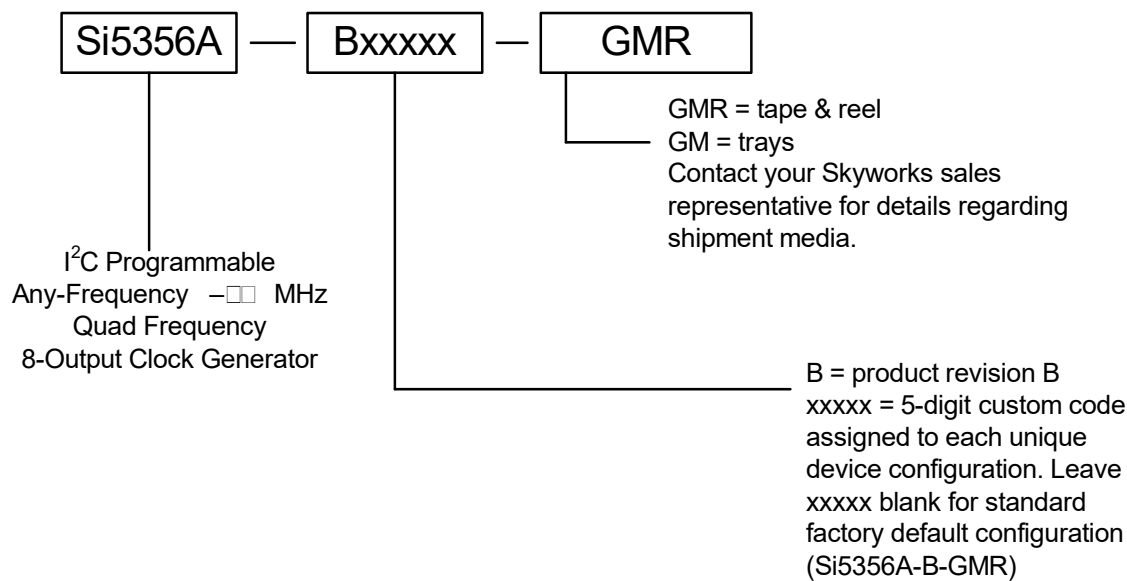 Si5356A — Bxxxxx — GMR
GMR = tape & reel
GM = trays
Contact your Skyworks sales
representative for details regarding
shipment media.
I²C Programmable
Any-Frequency – MHz
Quad Frequency
8-Output Clock Generator
B = product revision B
xxxxx = 5-digit custom code
assigned to each unique
device configuration. Leave
xxxxx blank for standard
factory default configuration
(Si5356A-B-GMR)